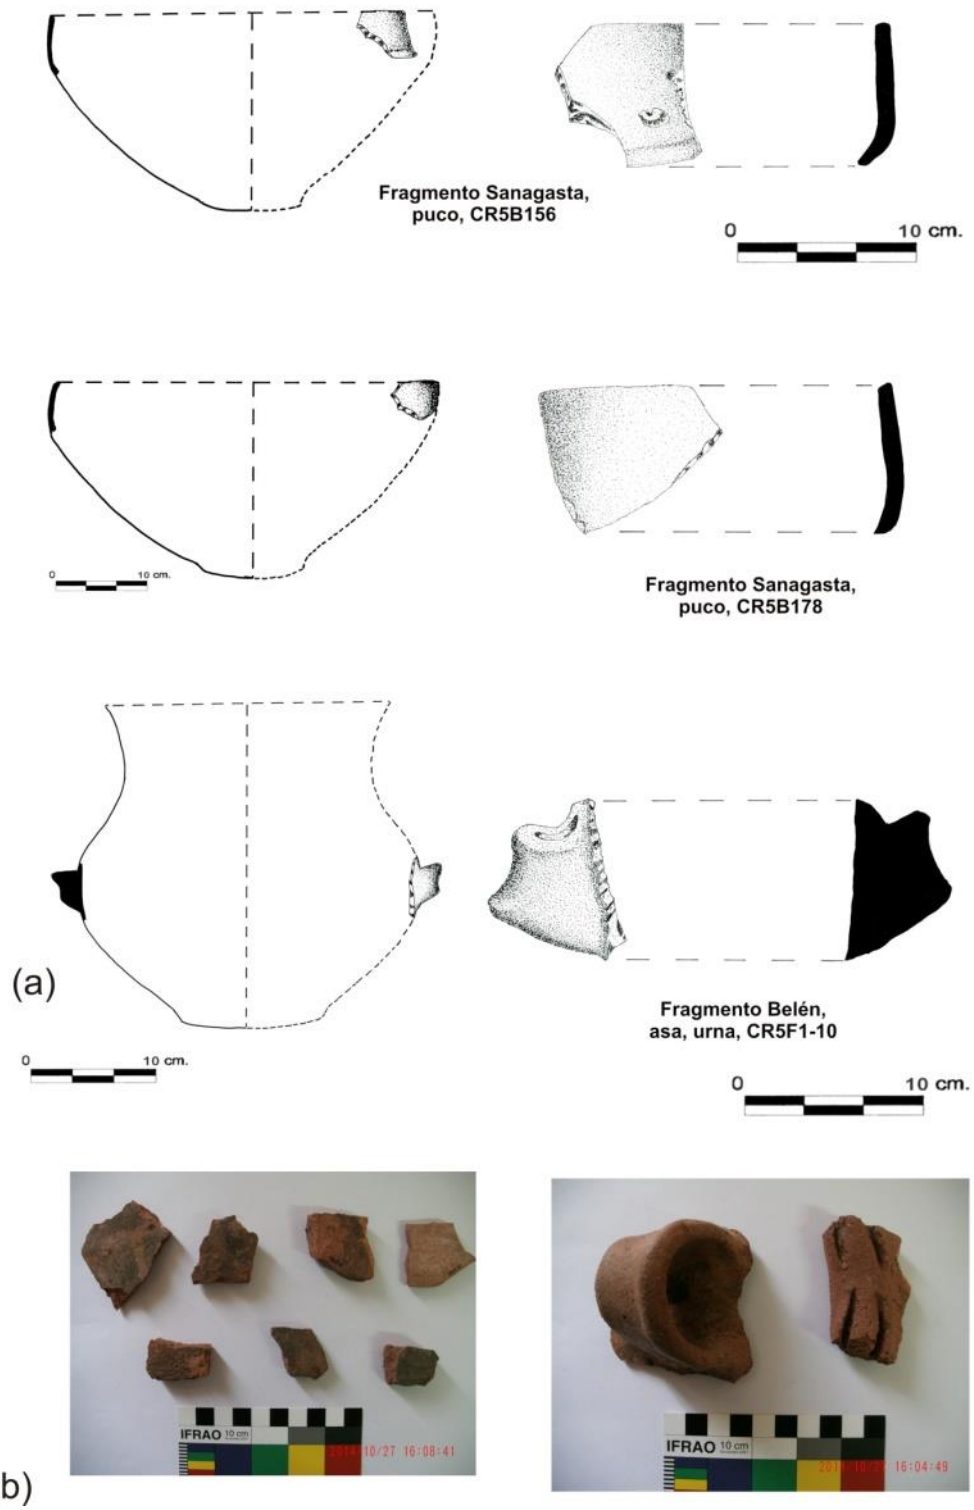 Fragmento Sanagasta,
puco, CR5B156
0 10 cm.
0 10 cm.
Fragmento Sanagasta,
puco, CR5B178
(a)
Fragmento Belén,
asa, urna, CR5F1-10
0 10 cm.
0 10 cm.
IFRAO 10 cm
10/27 16:08:41
IFRAO 10 cm
16:04:49
b)